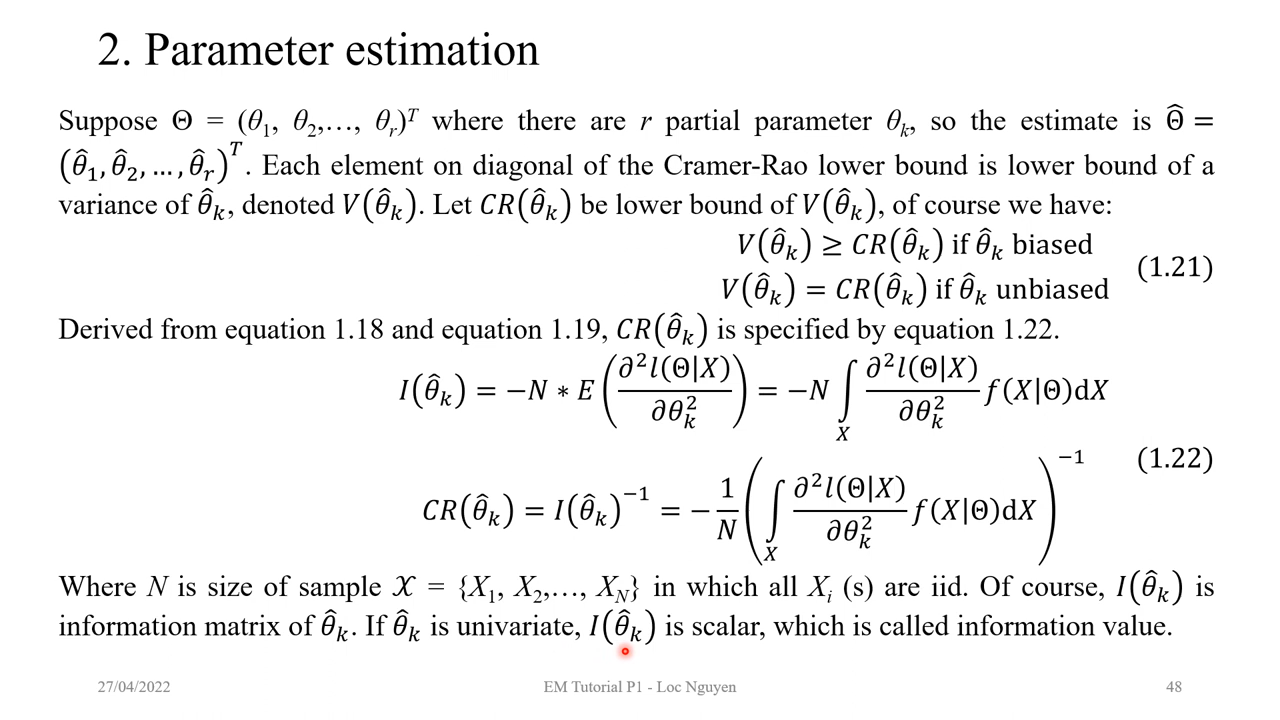 2. Parameter estimation
Suppose Θ = (θ₁, θ₂,…, θᵣ)ᵀ where there are r partial parameter θₖ, so the estimate is Θ̂ =
(θ̂₁, θ̂₂, … , θ̂ᵣ)ᵀ. Each element on diagonal of the Cramer-Rao lower bound is lower bound of a
variance of θ̂ₖ, denoted V(θ̂ₖ). Let CR(θ̂ₖ) be lower bound of V(θ̂ₖ), of course we have:
V(θ̂ₖ) ≥ CR(θ̂ₖ) if θ̂ₖ biased
V(θ̂ₖ) = CR(θ̂ₖ) if θ̂ₖ unbiased
(1.21)
Derived from equation 1.18 and equation 1.19, CR(θ̂ₖ) is specified by equation 1.22.
I(θ̂ₖ) = −N ∗ E(∂²l(Θ|X)/∂θₖ²) = −N ∫_X ∂²l(Θ|X)/∂θₖ² f(X|Θ)dX
CR(θ̂ₖ) = I(θ̂ₖ)⁻¹ = −1/N (∫_X ∂²l(Θ|X)/∂θₖ² f(X|Θ)dX)⁻¹
(1.22)
Where N is size of sample 𝒳 = {X₁, X₂,…, X_N} in which all Xᵢ (s) are iid. Of course, I(θ̂ₖ) is
information matrix of θ̂ₖ. If θ̂ₖ is univariate, I(θ̂ₖ) is scalar, which is called information value.
27/04/2022
EM Tutorial P1 - Loc Nguyen
48